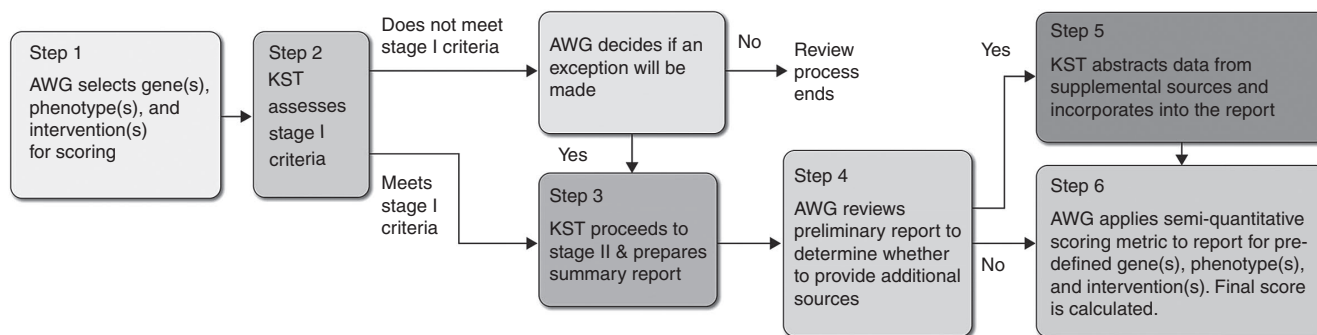 Step 1
AWG selects gene(s),
phenotype(s), and
intervention(s)
for scoring
Step 2
KST
assesses
stage I
criteria
Does not meet
stage I criteria
AWG decides if an
exception will be
made
No
Review
process
ends
Yes
Meets
stage I
criteria
Step 3
KST proceeds to
stage II & prepares
summary report
Step 4
AWG reviews
preliminary report to
determine whether
to provide additional
sources
Yes
Step 5
KST abstracts data from
supplemental sources and
incorporates into the report
No
Step 6
AWG applies semi-quantitative
scoring metric to report for pre-
defined gene(s), phenotype(s),
and intervention(s). Final score
is calculated.